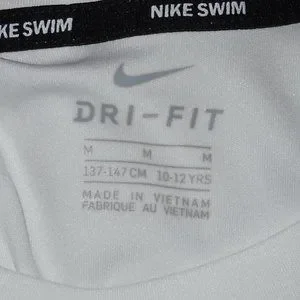 NIKE SWIM NIKE SWIM
DRI-FIT
M M M
137-147 CM 10-12 YRS
MADE IN VIETNAM
FABRIQUE AU VIETNAM